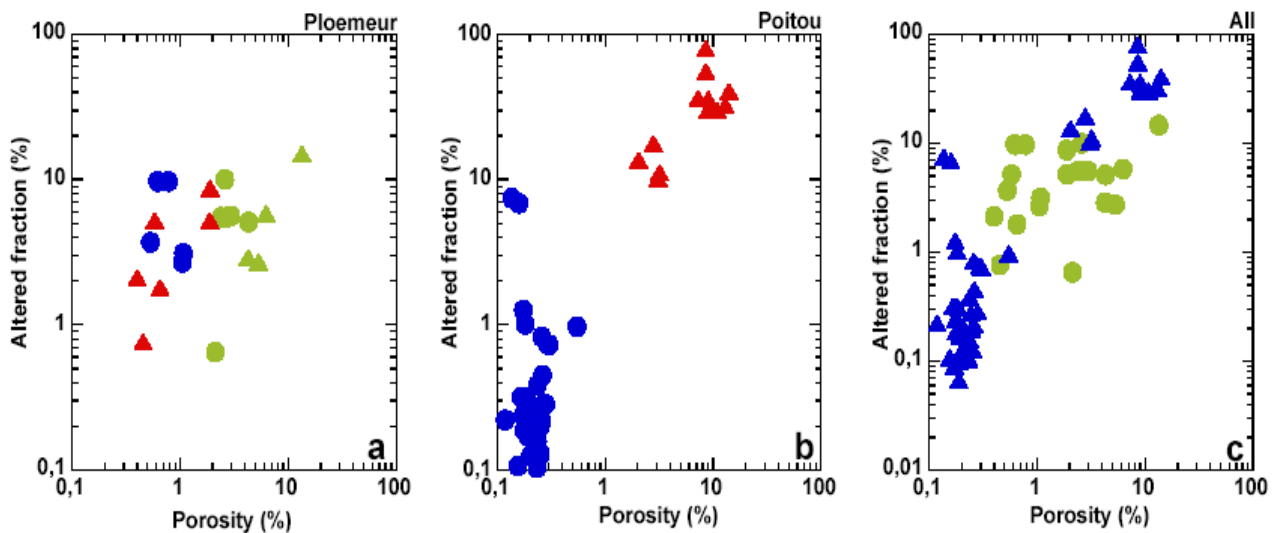 Ploemeur
100
10
1
0,1
0,1
1
10
100
Altered fraction (%)
Porosity (%)
a
Poitou
100
10
1
0,1
0,1
1
10
100
Altered fraction (%)
Porosity (%)
b
All
100
10
1
0,1
0,01
0,1
1
10
100
Altered fraction (%)
Porosity (%)
c